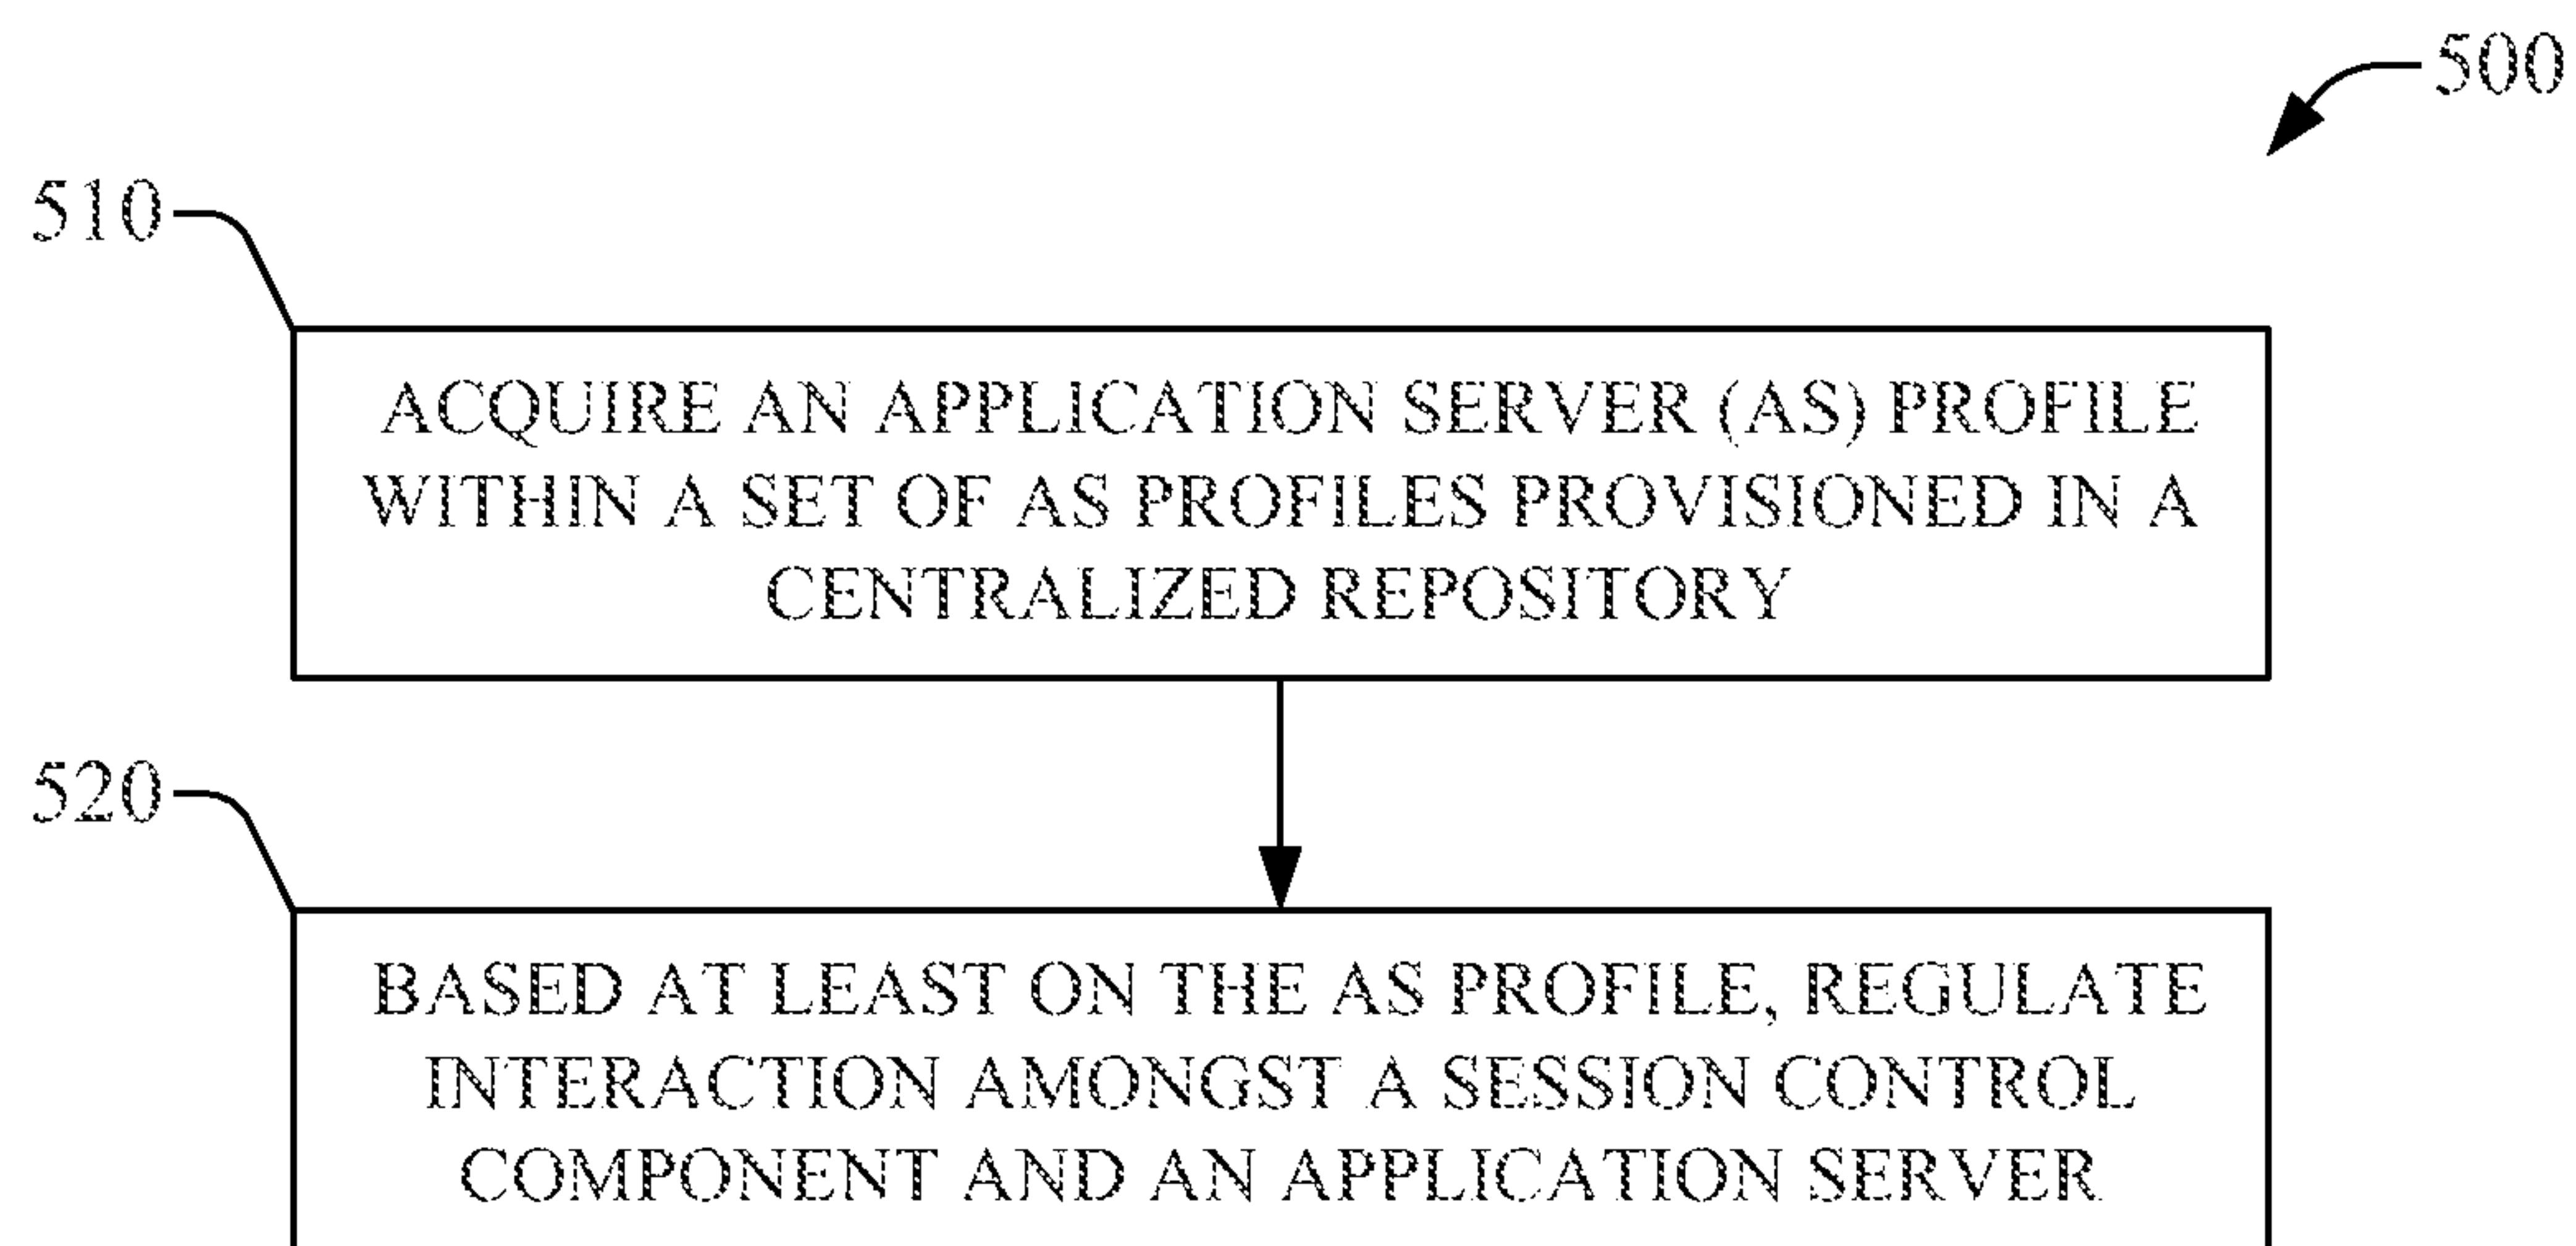 500
510
ACQUIRE AN APPLICATION SERVER (AS) PROFILE
WITHIN A SET OF AS PROFILES PROVISIONED IN A
CENTRALIZED REPOSITORY
520
BASED AT LEAST ON THE AS PROFILE, REGULATE
INTERACTION AMONGST A SESSION CONTROL
COMPONENT AND AN APPLICATION SERVER